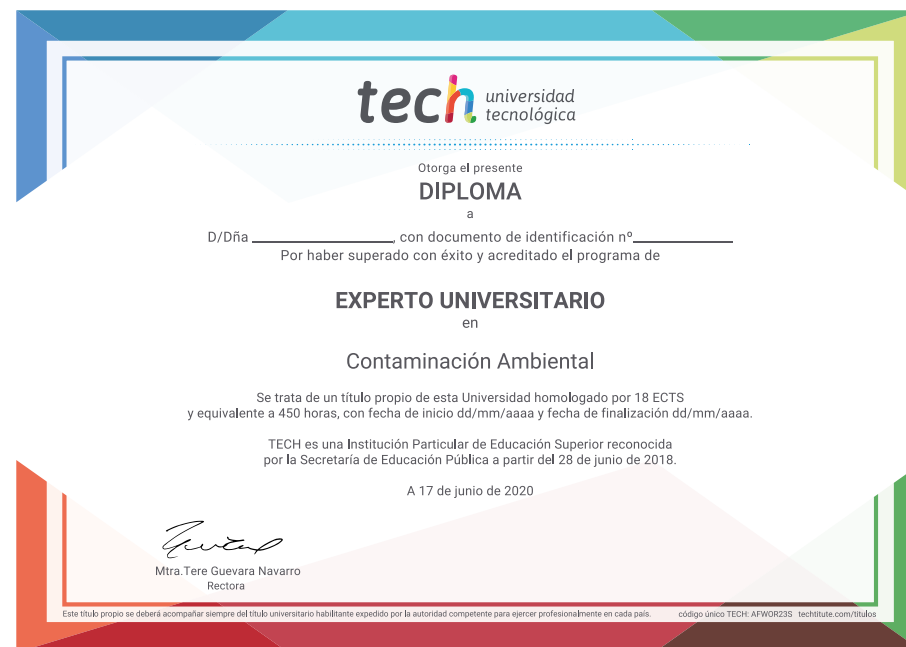 tech universidad
tecnológica
Otorga el presente
DIPLOMA
a
D/Dña ____________________, con documento de identificación nº______________
Por haber superado con éxito y acreditado el programa de
EXPERTO UNIVERSITARIO
en
Contaminación Ambiental
Se trata de un título propio de esta Universidad homologado por 18 ECTS
y equivalente a 450 horas, con fecha de inicio dd/mm/aaaa y fecha de finalización dd/mm/aaaa.
TECH es una Institución Particular de Educación Superior reconocida
por la Secretaría de Educación Pública a partir del 28 de junio de 2018.
A 17 de junio de 2020
Mtra.Tere Guevara Navarro
Rectora
Este título propio se deberá acompañar siempre del título universitario habilitante expedido por la autoridad competente para ejercer profesionalmente en cada país. código único TECH: AFWOR23S techtitute.com/titulos